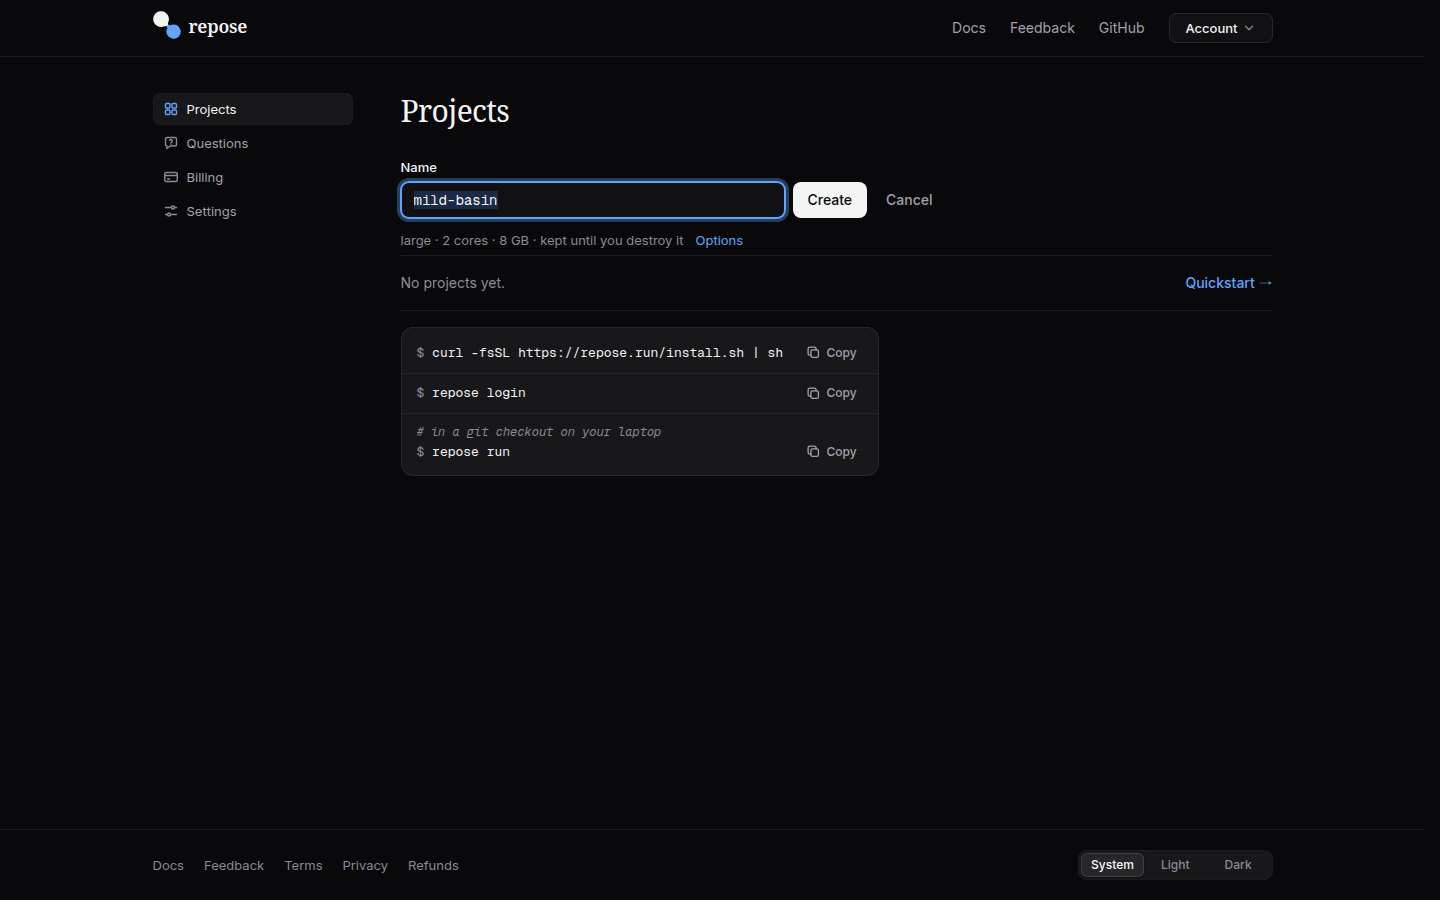 repose
Docs Feedback GitHub Account
Projects
Questions
Billing
Settings
Projects
Name
mild-basin Create Cancel
large · 2 cores · 8 GB · kept until you destroy it Options
No projects yet. Quickstart →
$ curl -fsSL https://repose.run/install.sh | sh Copy
$ repose login Copy
# in a git checkout on your laptop
$ repose run Copy
Docs Feedback Terms Privacy Refunds
System Light Dark